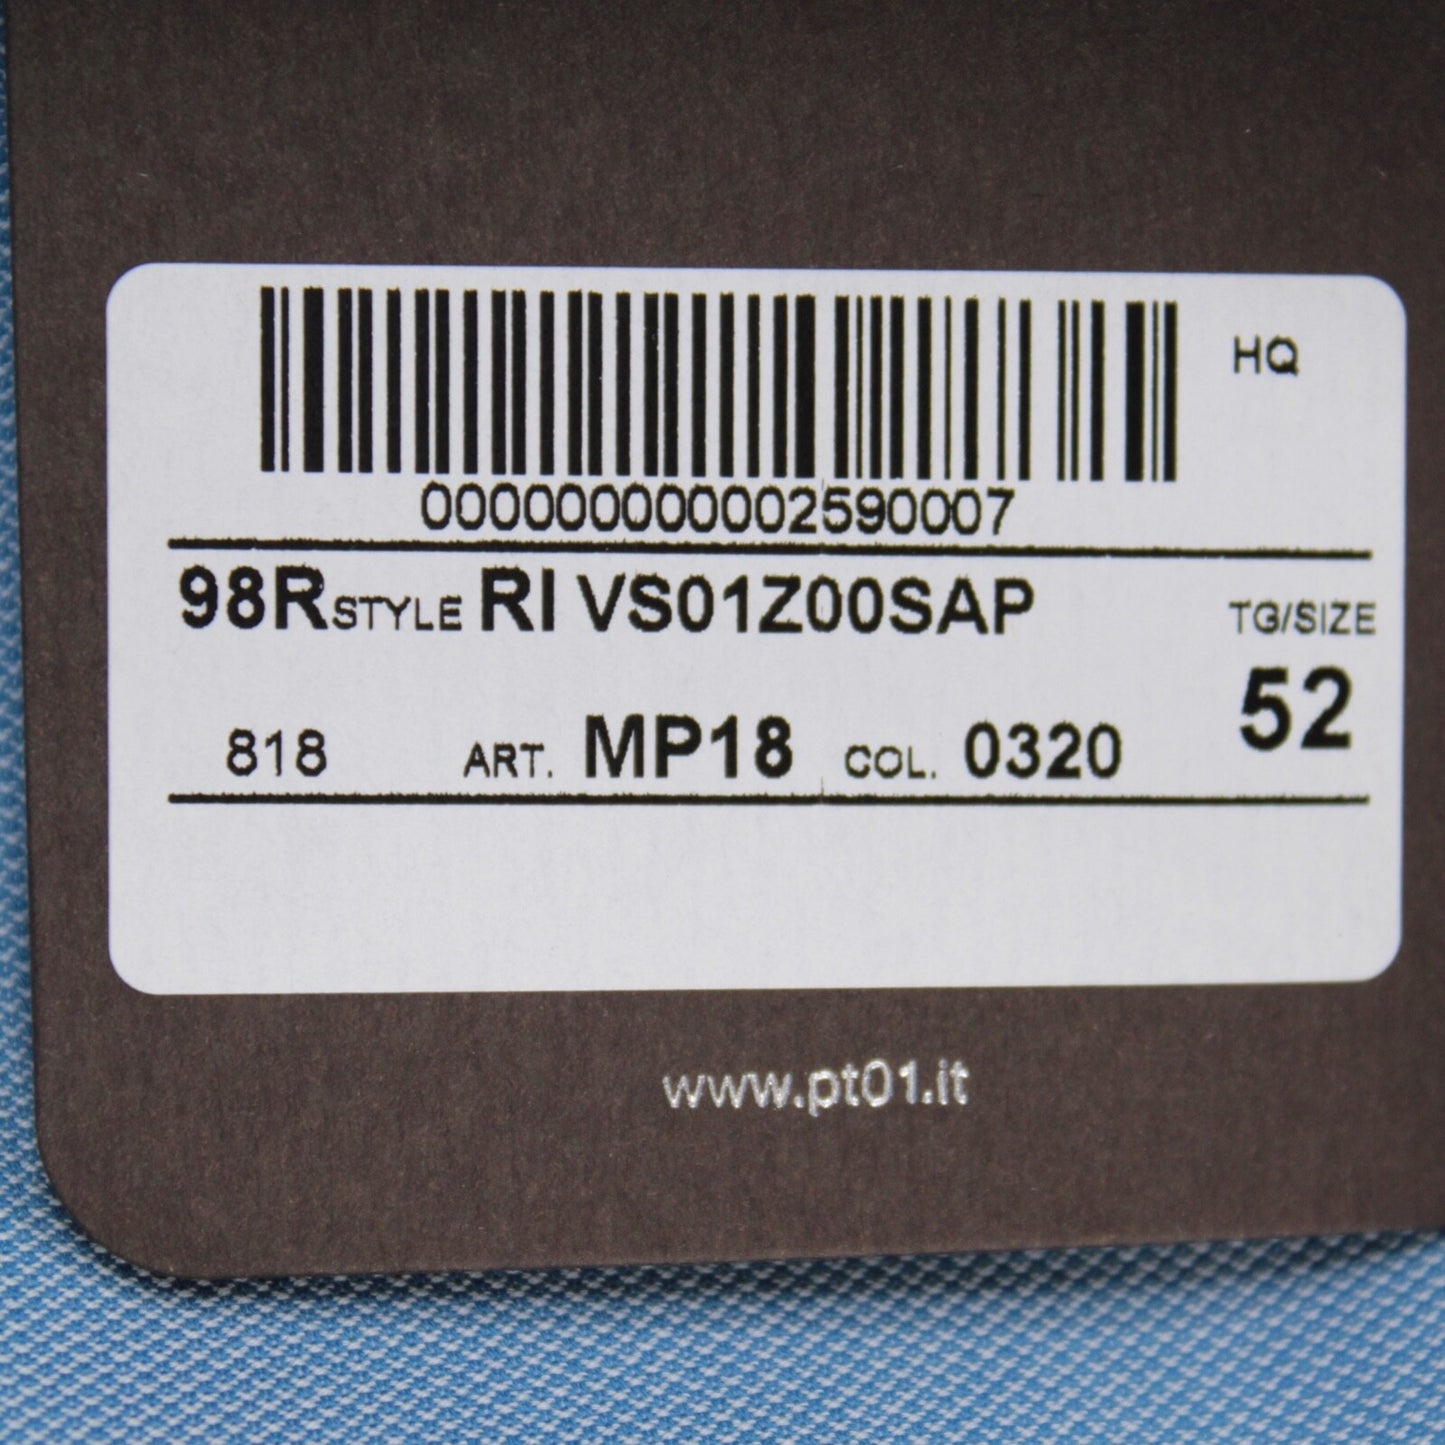 HQ
000000000002590007
98R STYLE RI VS01Z00SAP TG/SIZE
52
818 ART. MP18 COL. 0320
www.pt01.it